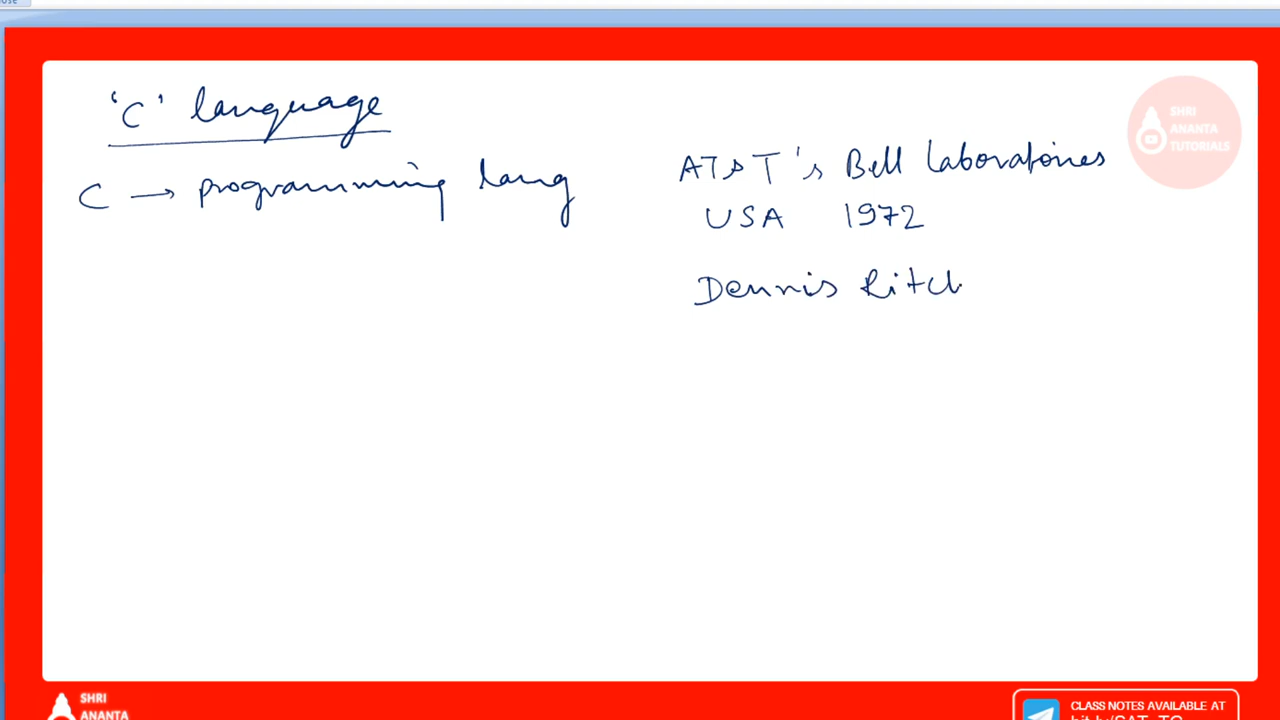 ose
'C' language
C → programming lang
AT&T's Bell Laboratories
USA 1972
Dennis Ritch
SHRI
ANANTA
TUTORIALS
SHRI
ANANTA
CLASS NOTES AVAILABLE AT